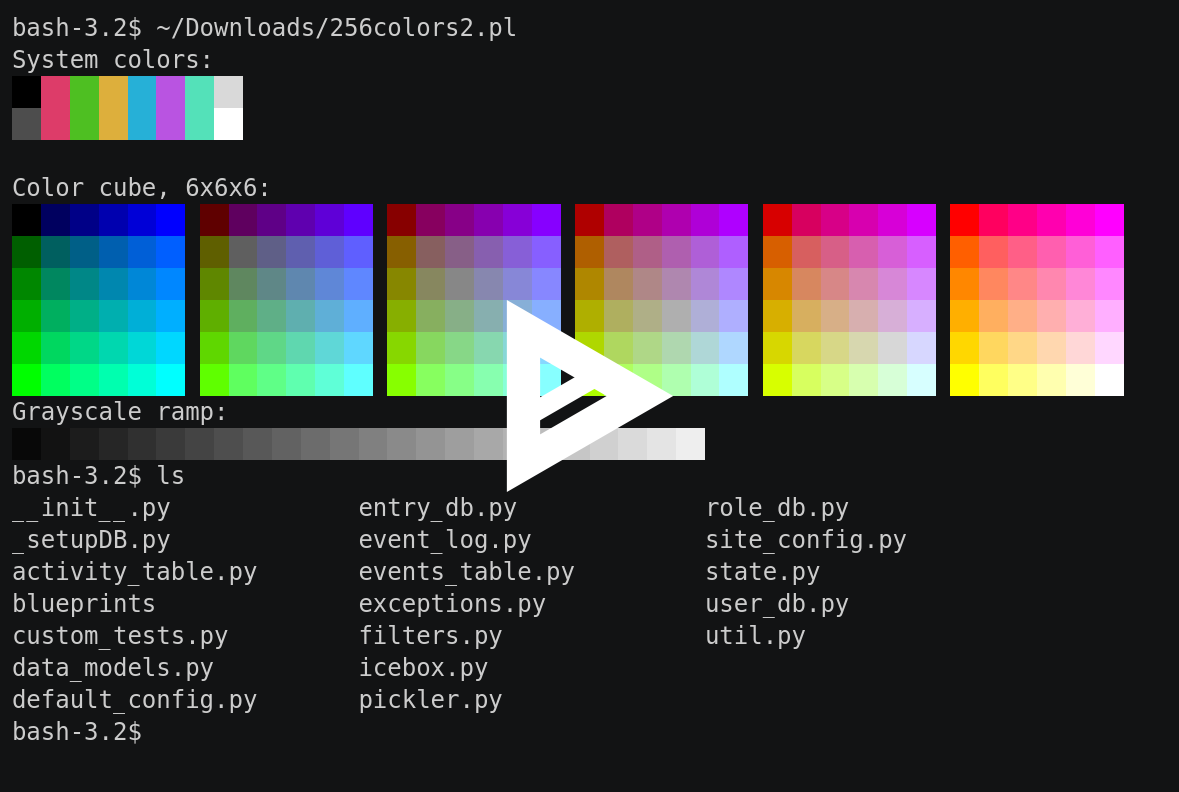 bash-3.2$ ~/Downloads/256colors2.pl
System colors:
Color cube, 6x6x6:
Grayscale ramp:
bash-3.2$ ls
__init__.py entry_db.py role_db.py
_setupDB.py event_log.py site_config.py
activity_table.py events_table.py state.py
blueprints exceptions.py user_db.py
custom_tests.py filters.py util.py
data_models.py icebox.py
default_config.py pickler.py
bash-3.2$